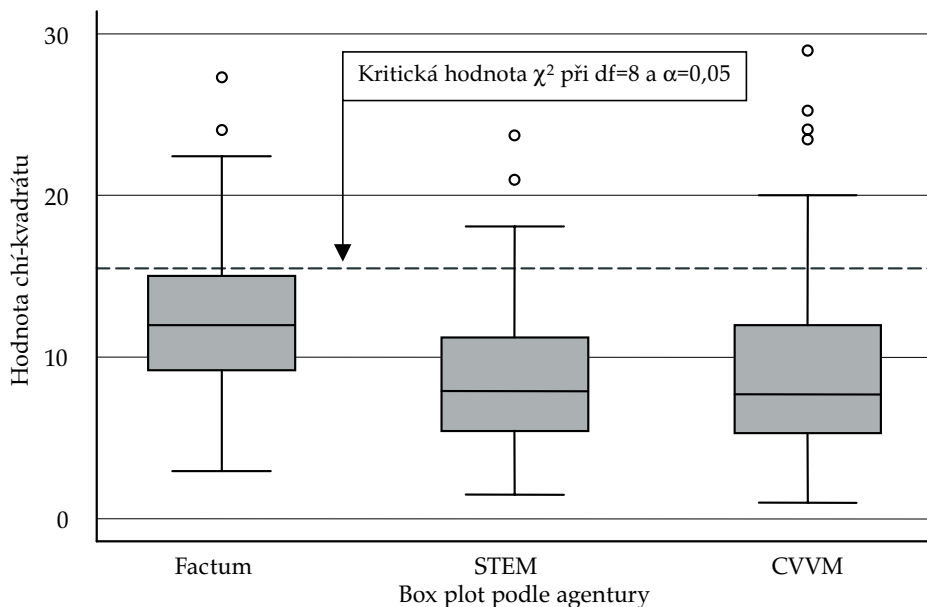 30
Kritická hodnota χ² při df=8 a α=0,05
20
Hodnota chí-kvadrátu
10
0
Factum STEM CVVM
Box plot podle agentury